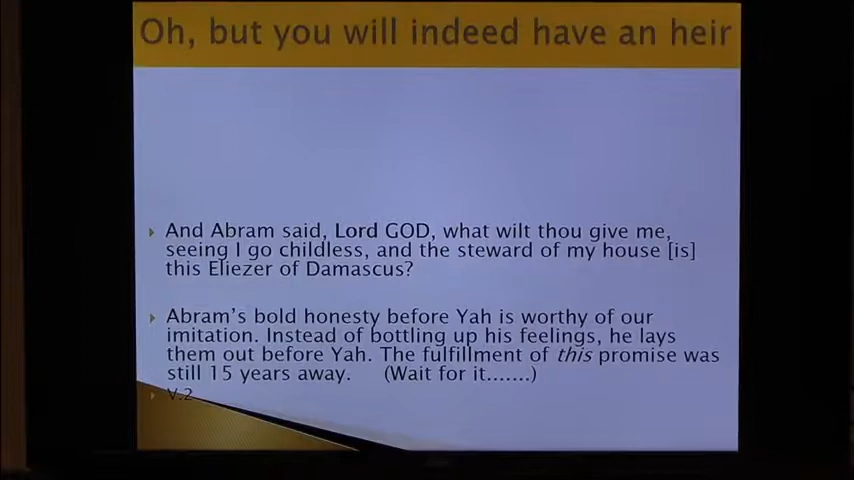 Oh, but you will indeed have an heir
And Abram said, Lord GOD, what wilt thou give me,
seeing I go childless, and the steward of my house [is]
this Eliezer of Damascus?
Abram's bold honesty before Yah is worthy of our
imitation. Instead of bottling up his feelings, he lays
them out before Yah. The fulfillment of this promise was
still 15 years away. (Wait for it.......)
V.2